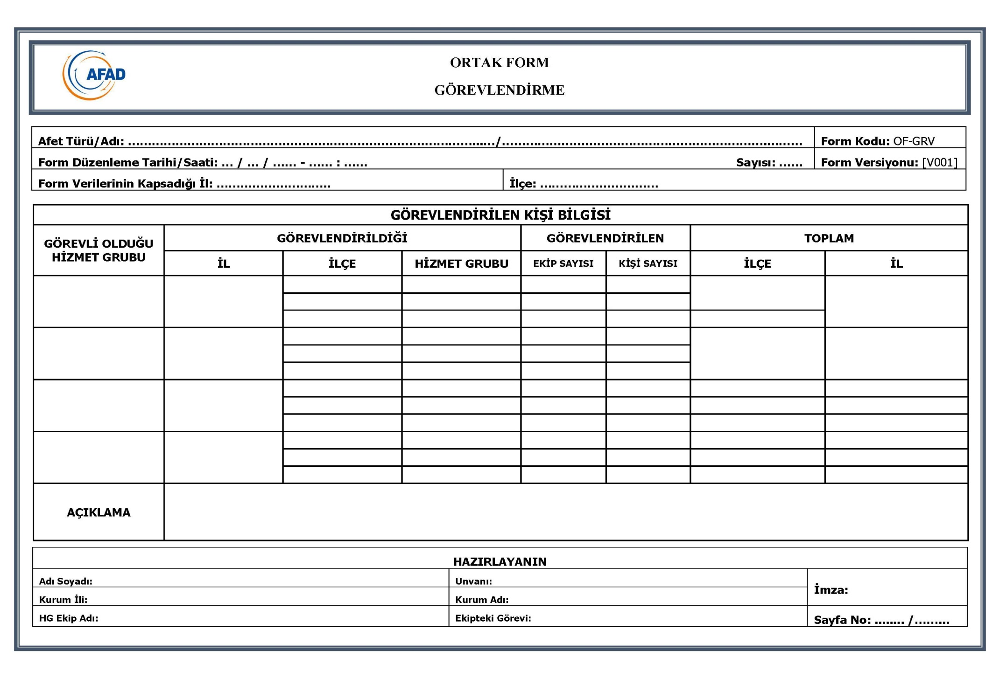 AFAD
ORTAK FORM
GÖREVLENDİRME
Afet Türü/Adı: ................................................................................................/............................................................................... Form Kodu: OF-GRV
Form Düzenleme Tarihi/Saati: ... / ... / ...... - ...... : ...... Sayısı: ...... Form Versiyonu: [V001]
Form Verilerinin Kapsadığı İl: ............................. İlçe: ..............................
GÖREVLENDİRİLEN KİŞİ BİLGİSİ
GÖREVLİ OLDUĞU HİZMET GRUBU
GÖREVLENDİRİLDİĞİ GÖREVLENDİRİLEN TOPLAM
İL İLÇE HİZMET GRUBU EKİP SAYISI KİŞİ SAYISI İLÇE İL
AÇIKLAMA
HAZIRLAYANIN
Adı Soyadı: Unvanı:
İmza:
Kurum İli: Kurum Adı:
HG Ekip Adı: Ekipteki Görevi: Sayfa No: ........ /.........